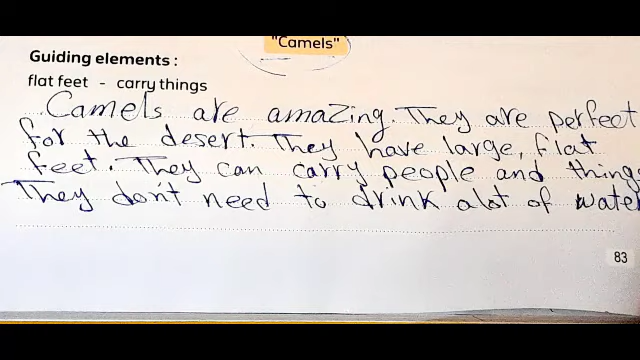 "Camels"
Guiding elements :
flat feet - carry things
Camels are amazing. They are perfect
for the desert. They have large, flat
feet. They can carry people and things
They don't need to drink alot of water
83